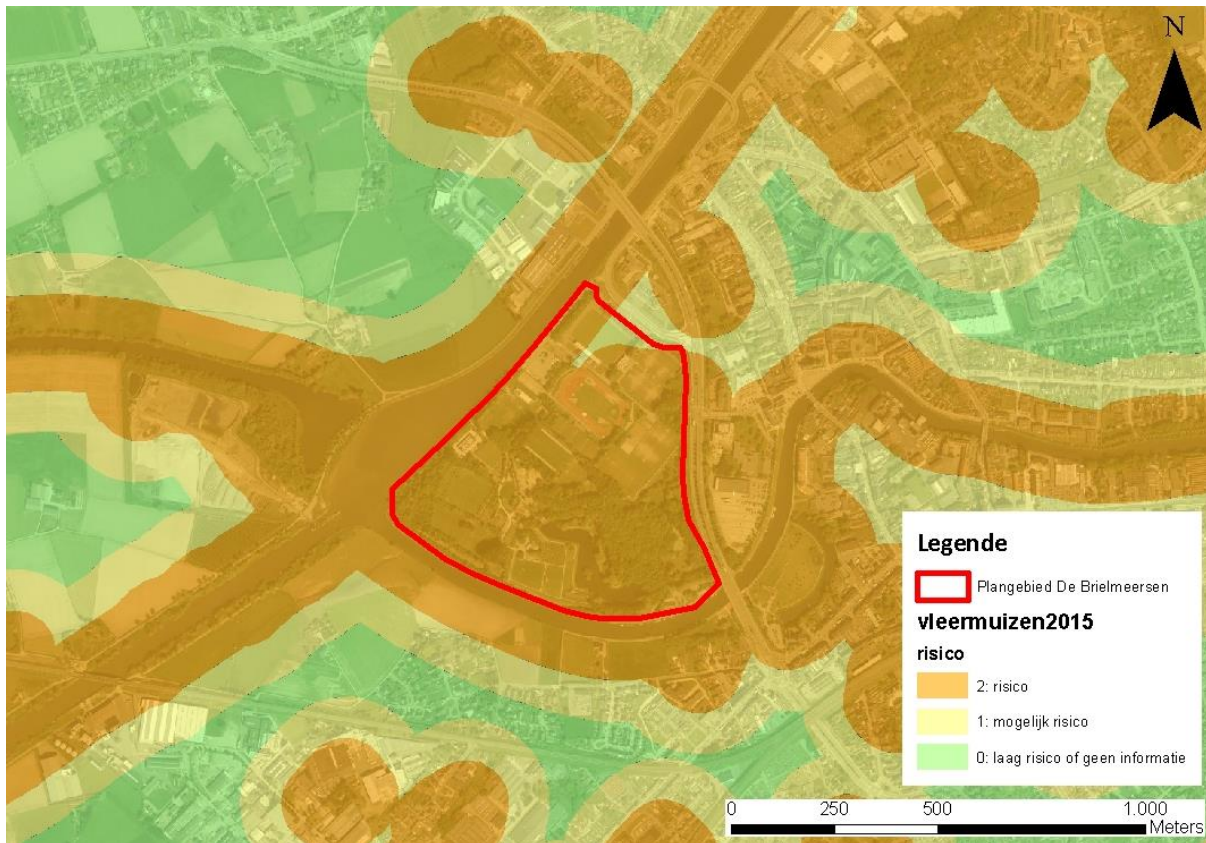 N
Legende
Plangebied De Brielmeersen
vleermuizen2015
risico
2: risico
1: mogelijk risico
0: laag risico of geen informatie
0 250 500 1.000
Meters